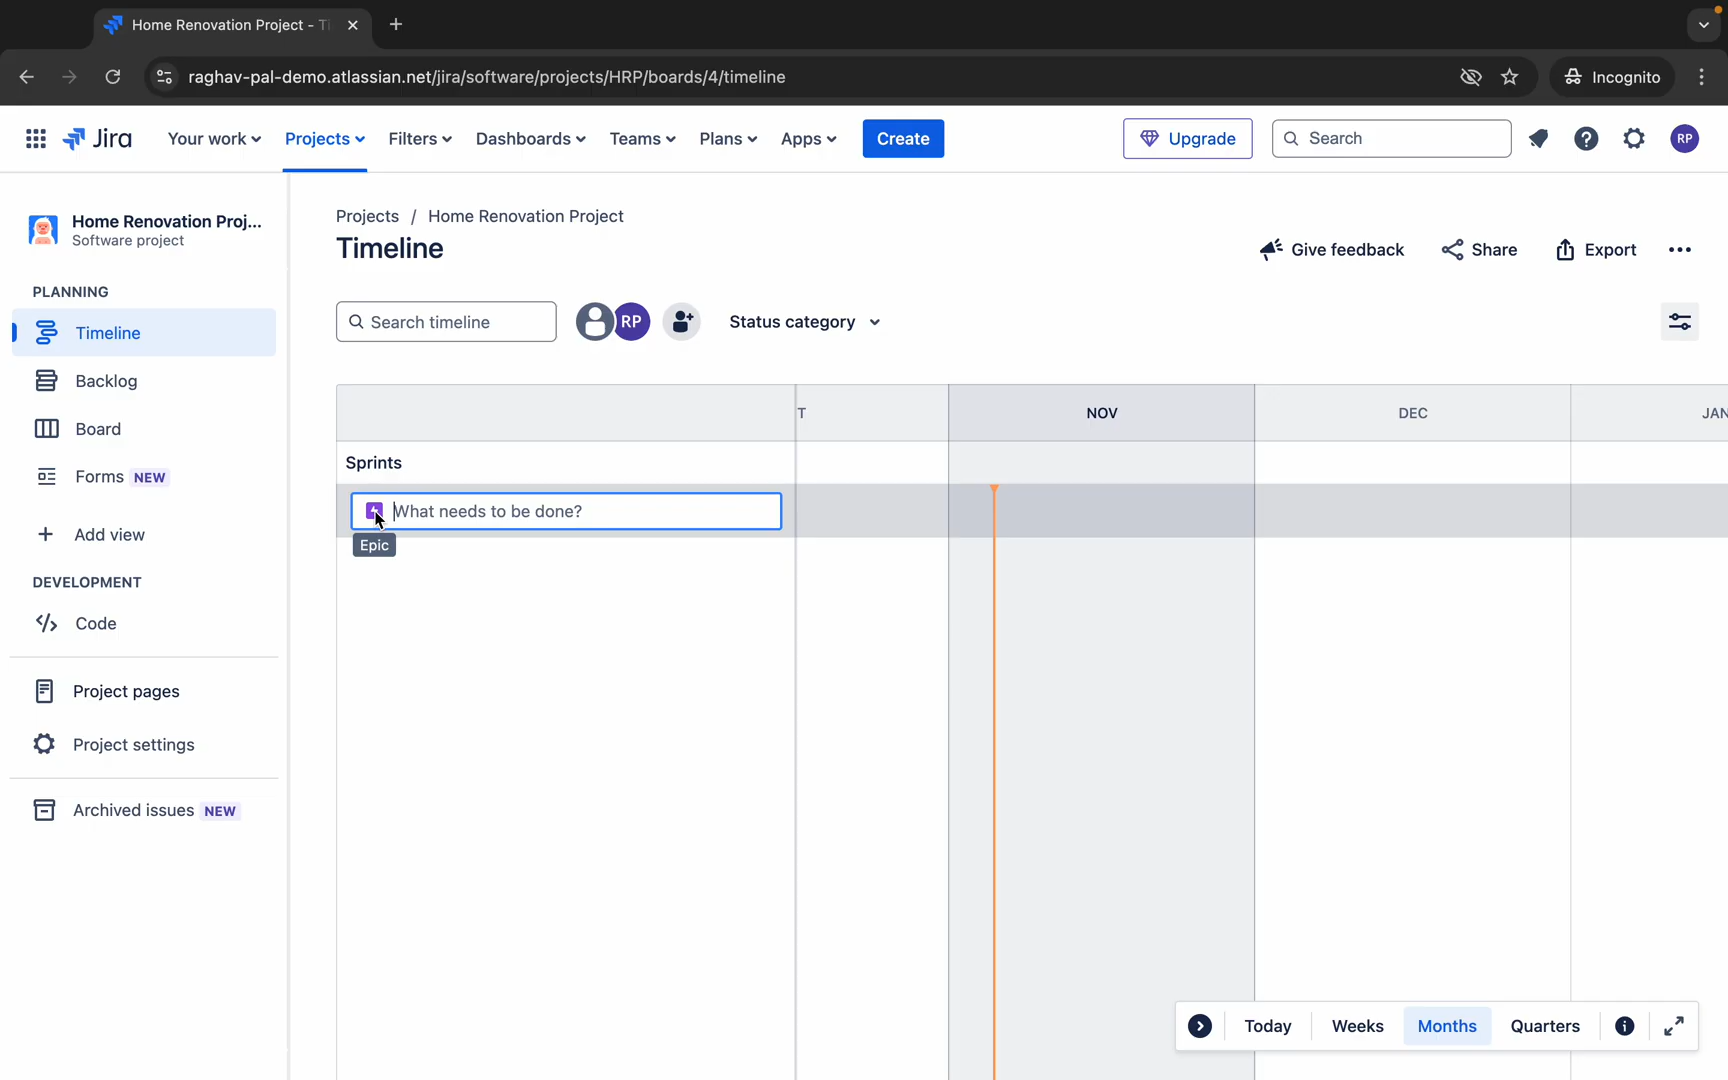 Home Renovation Project - Ti
raghav-pal-demo.atlassian.net/jira/software/projects/HRP/boards/4/timeline
Incognito
Jira
Your work
Projects
Filters
Dashboards
Teams
Plans
Apps
Create
Upgrade
Search
RP
Home Renovation Proj...
Software project
PLANNING
Timeline
Backlog
Board
Forms NEW
Add view
DEVELOPMENT
Code
Project pages
Project settings
Archived issues NEW
Projects / Home Renovation Project
Timeline
Give feedback
Share
Export
Search timeline
RP
Status category
T
NOV
DEC
JAN
Sprints
What needs to be done?
Epic
Today
Weeks
Months
Quarters